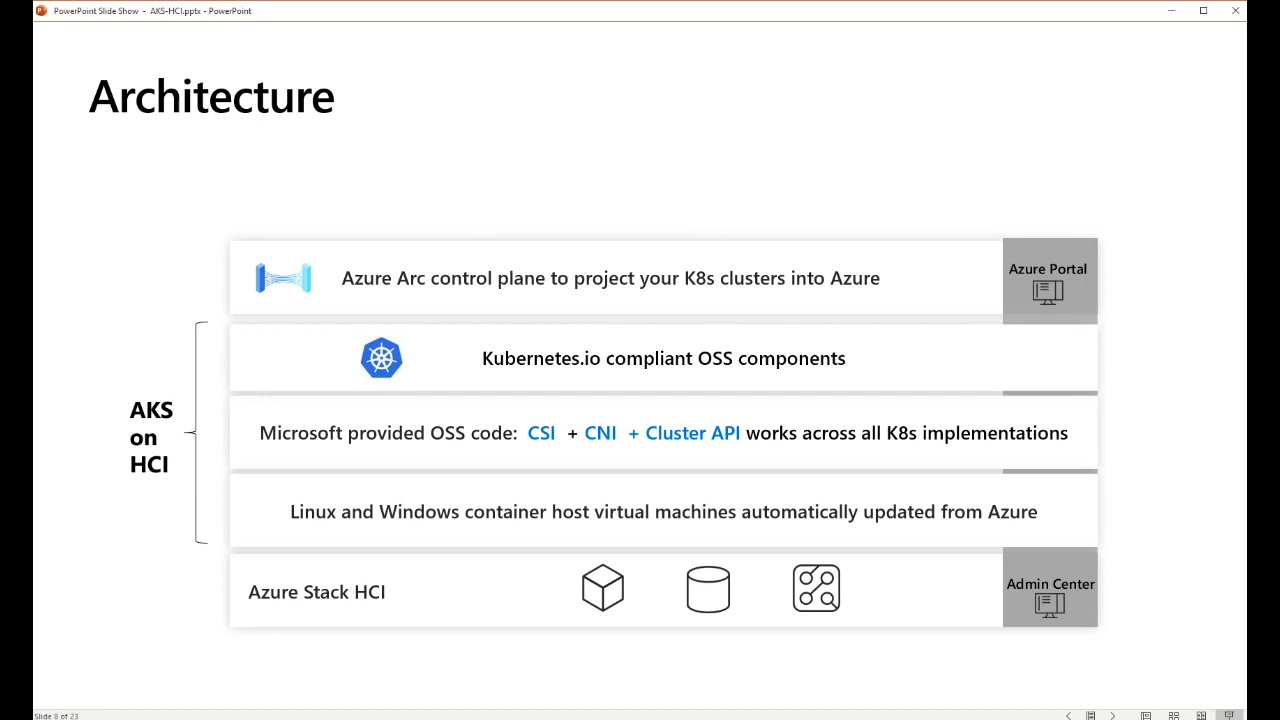 PowerPoint Slide Show - AKS-HCI.pptx - PowerPoint
Architecture
Azure Arc control plane to project your K8s clusters into Azure
Azure Portal
Kubernetes.io compliant OSS components
AKS
on
HCI
Microsoft provided OSS code: CSI + CNI + Cluster API works across all K8s implementations
Linux and Windows container host virtual machines automatically updated from Azure
Azure Stack HCI
Admin Center
Slide 8 of 23